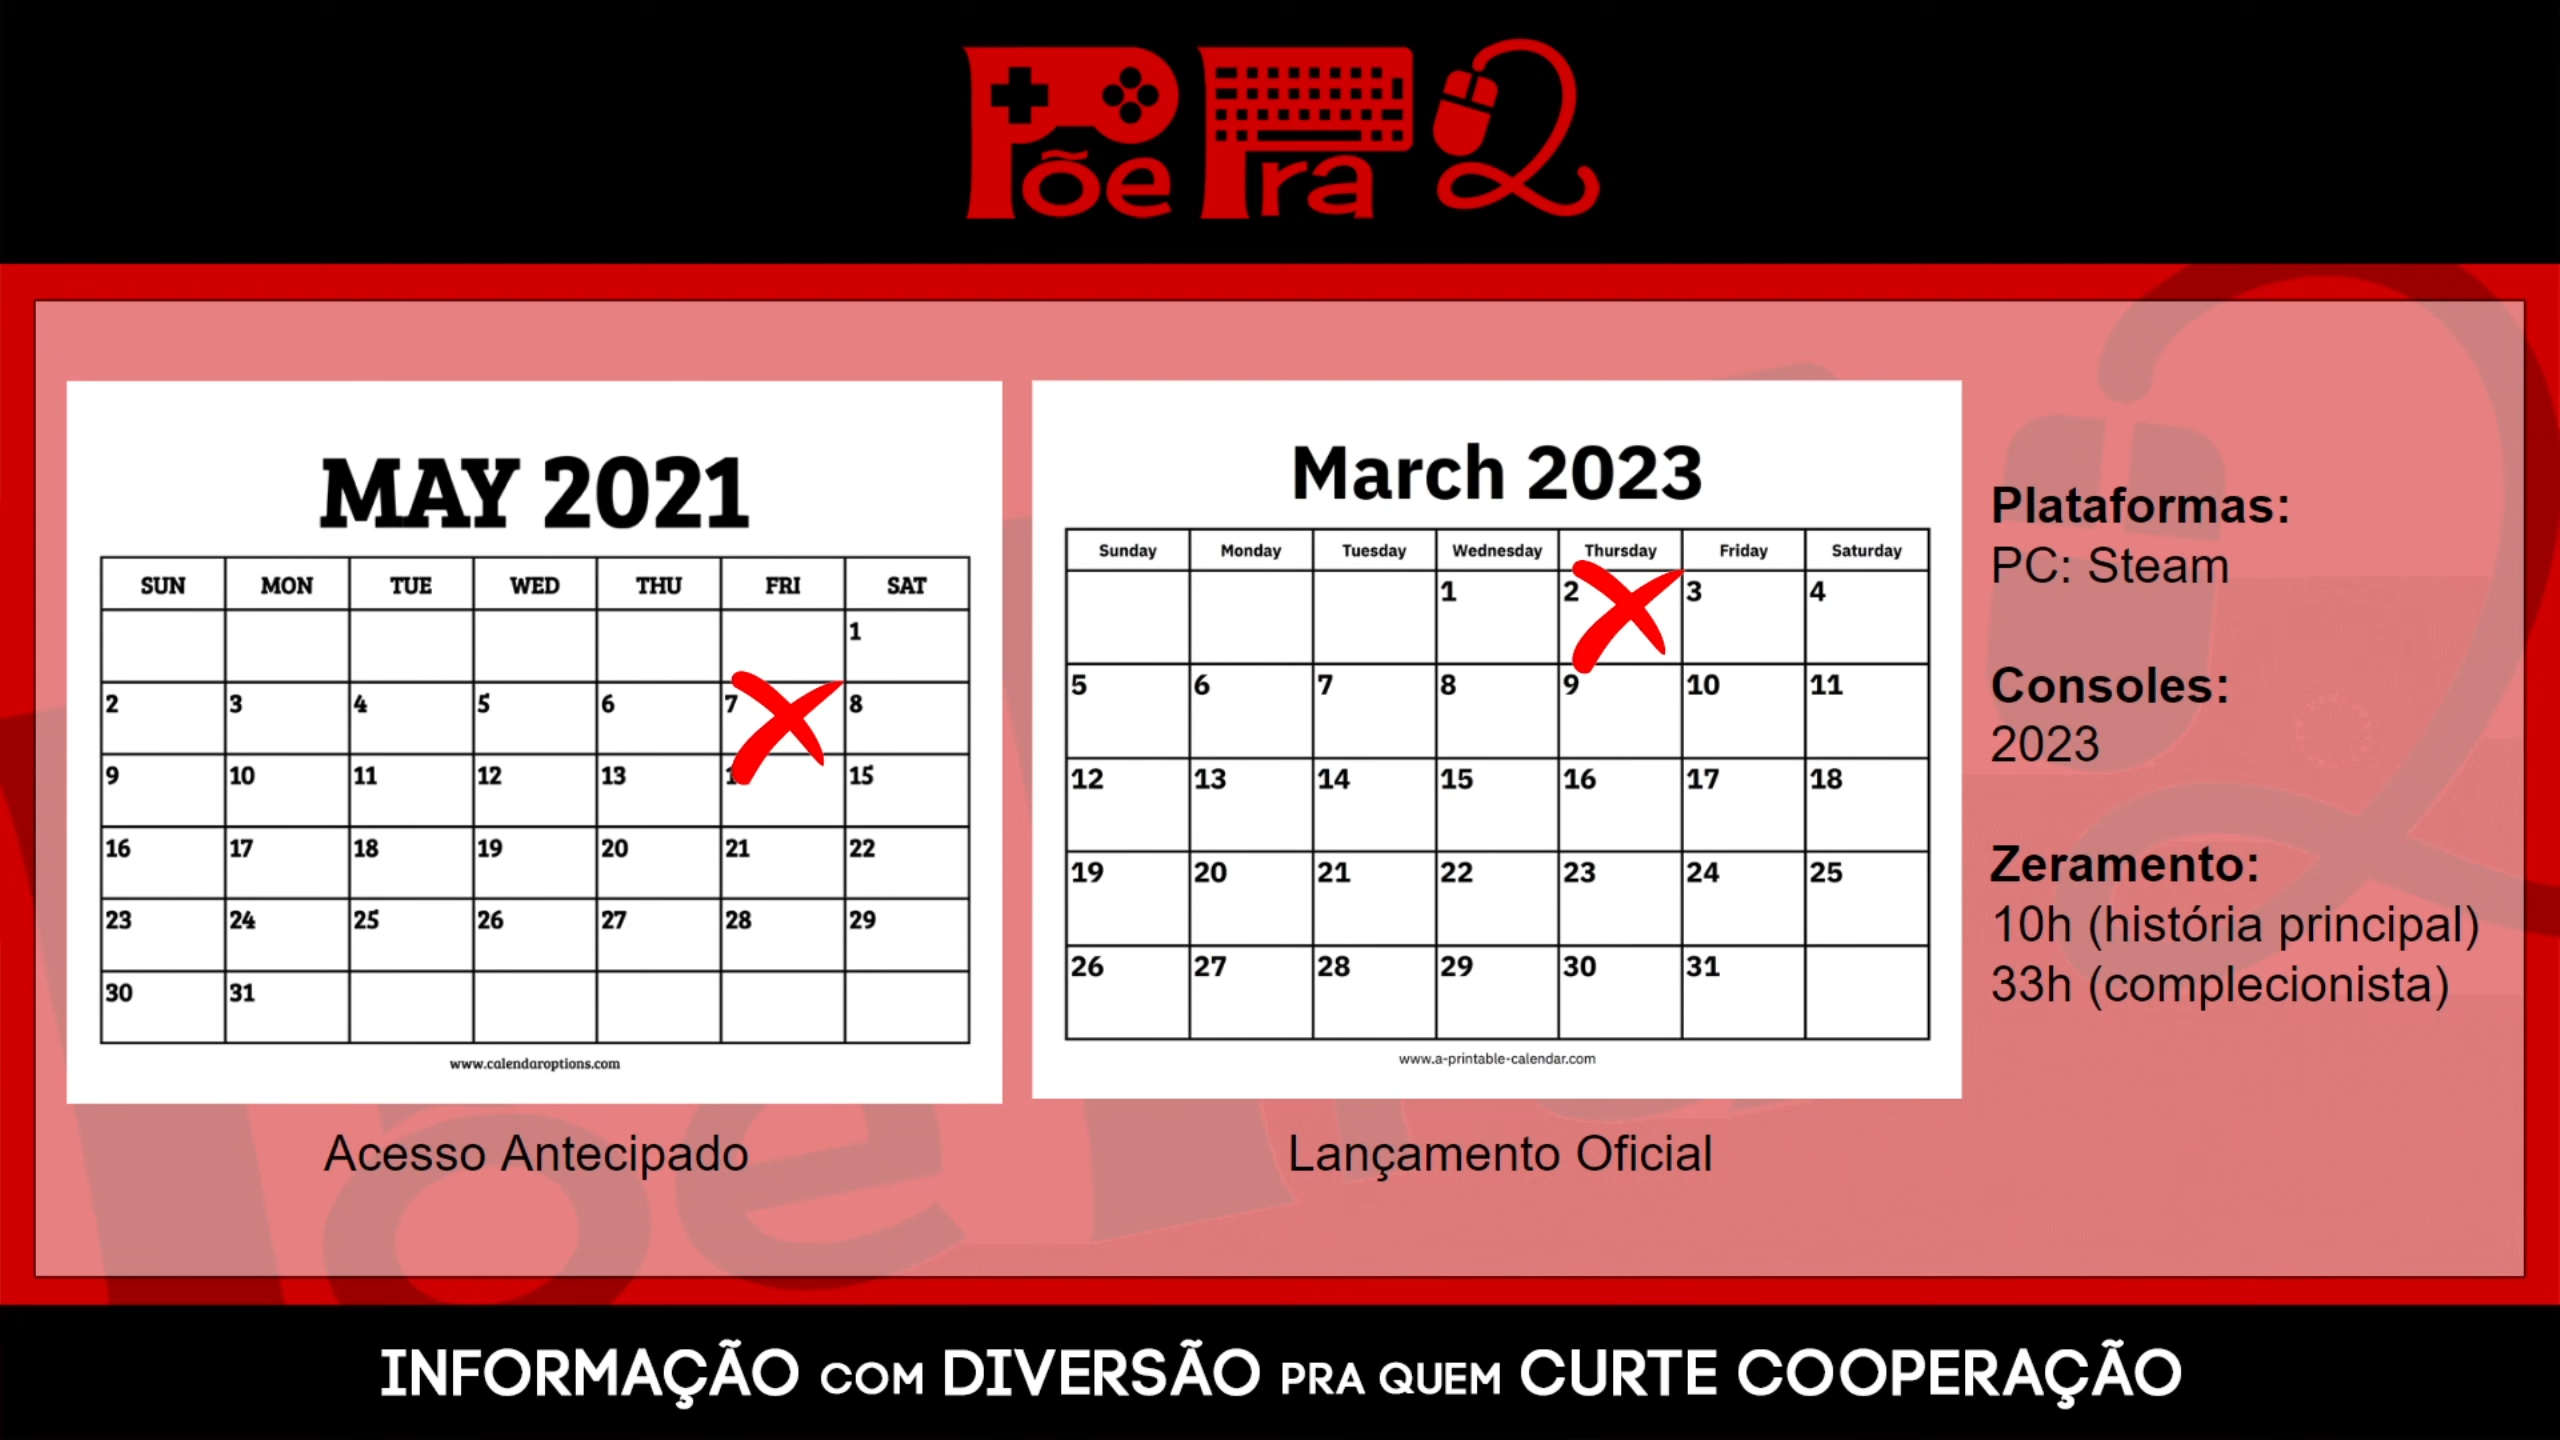 Põe Pra 2
MAY 2021
SUN MON TUE WED THU FRI SAT
1
2 3 4 5 6 7 8
9 10 11 12 13 15
16 17 18 19 20 21 22
23 24 25 26 27 28 29
30 31
www.calendaroptions.com
Acesso Antecipado
March 2023
Sunday Monday Tuesday Wednesday Thursday Friday Saturday
1 2 3 4
5 6 7 8 9 10 11
12 13 14 15 16 17 18
19 20 21 22 23 24 25
26 27 28 29 30 31
www.a-printable-calendar.com
Lançamento Oficial
Plataformas:
PC: Steam
Consoles:
2023
Zeramento:
10h (história principal)
33h (complecionista)
INFORMAÇÃO COM DIVERSÃO PRA QUEM CURTE COOPERAÇÃO